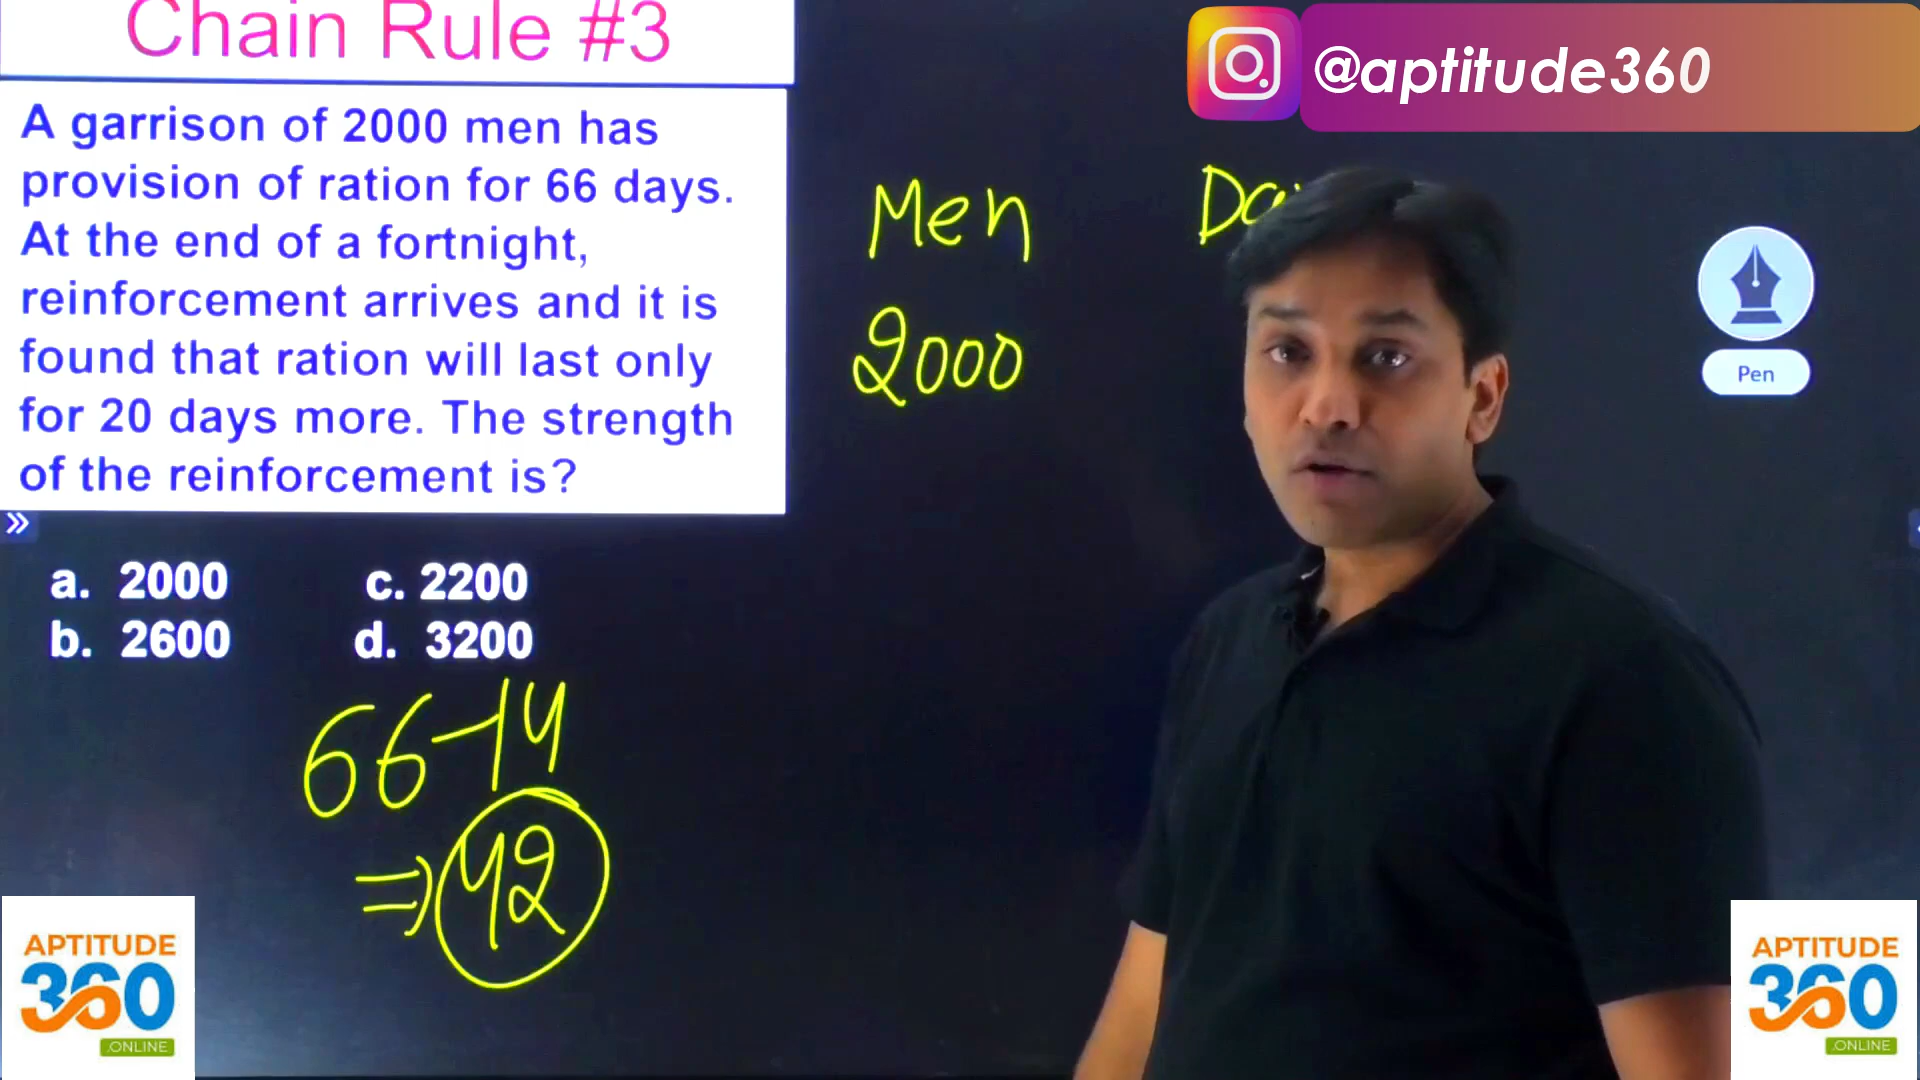 Chain Rule #3
@aptitude360
A garrison of 2000 men has
provision of ration for 66 days.
At the end of a fortnight,
reinforcement arrives and it is
found that ration will last only
for 20 days more. The strength
of the reinforcement is?
Men
2000
Pen
a. 2000 c. 2200
b. 2600 d. 3200
66-14
⇒ 42
APTITUDE
360
.ONLINE
APTITUDE
360
.ONLINE